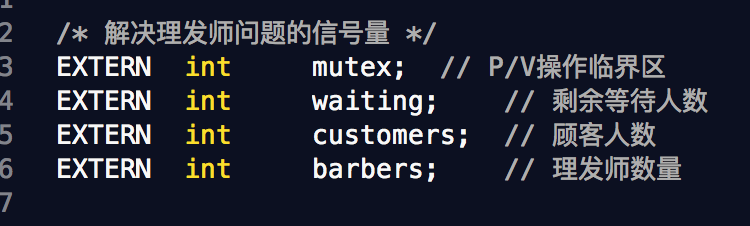 2 /* 解决理发师问题的信号量 */
3 EXTERN int mutex; // P/V操作临界区
4 EXTERN int waiting; // 剩余等待人数
5 EXTERN int customers; // 顾客人数
6 EXTERN int barbers; // 理发师数量
7